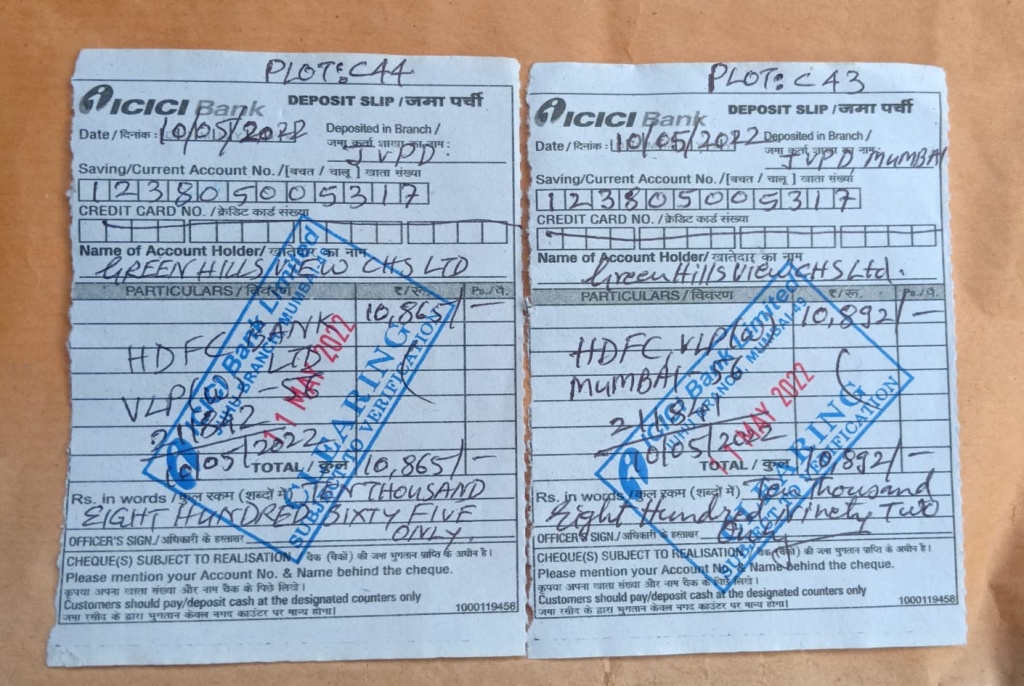 PLOT: C44
ICICI Bank DEPOSIT SLIP / जमा पर्ची
Date / दिनांक : 10/05/2022 Deposited in Branch /
जमा कर्ता शाखा का नाम :
JVPD.
Saving/Current Account No. /[बचत / चालू ] खाता संख्या
123805005317
CREDIT CARD NO. / क्रेडिट कार्ड संख्या
Name of Account Holder/ खातेदार का नाम
GREEN HILLS VIEW CHS LTD
PARTICULARS / विवरण ₹/रू. Ps./पै.
10,865/-
HDFC BANK
LTD
VLP
211842
10/05/2022
TOTAL / कुल 10,865/-
Rs. in words / कुल रकम (शब्दों में) TEN THOUSAND
EIGHT HUNDRED SIXTY FIVE
ONLY.
OFFICER'S SIGN./ अधिकारी के हस्ताक्षर
CHEQUE(S) SUBJECT TO REALISATION. चेक (चेकों) की जमा भुगतान प्राप्ति के अधीन है।
Please mention your Account No. & Name behind the cheque.
कृपया अपना खाता संख्या और नाम चैक के पिछे लिखे।
Customers should pay/deposit cash at the designated counters only
जमा रसीद के द्वारा भुगतान केवल नगद काउंटर पर मान्य होगा। 1000119458
ICICI Bank Limited
JUHU BRANCH, MUMBAI-49
11 MAY 2022
CLEARING
SUBJECT TO VERIFICATION
PLOT: C43
ICICI Bank DEPOSIT SLIP / जमा पर्ची
Date / दिनांक : 10/05/2022 Deposited in Branch /
जमा कर्ता शाखा का नाम :
JVPD MUMBAI
Saving/Current Account No. /[बचत / चालू ] खाता संख्या
123805005317
CREDIT CARD NO. / क्रेडिट कार्ड संख्या
Name of Account Holder/ खातेदार का नाम
Green Hills View CHS Ltd.
PARTICULARS / विवरण ₹/रू. Ps./पै.
10,892/-
HDFC VLP
MUMBAI 56
211841
10/05/2022
TOTAL / कुल 10,892/-
Rs. in words / कुल रकम (शब्दों में) Ten Thousand
Eight Hundred Ninety Two
Only
OFFICER'S SIGN./ अधिकारी के हस्ताक्षर
CHEQUE(S) SUBJECT TO REALISATION. चेक (चेकों) की जमा भुगतान प्राप्ति के अधीन है।
Please mention your Account No. & Name behind the cheque.
कृपया अपना खाता संख्या और नाम चैक के पिछे लिखे।
Customers should pay/deposit cash at the designated counters only
जमा रसीद के द्वारा भुगतान केवल नगद काउंटर पर मान्य होगा। 1000119458
ICICI Bank Limited
JUHU BRANCH, MUMBAI-49
11 MAY 2022
CLEARING
SUBJECT TO VERIFICATION